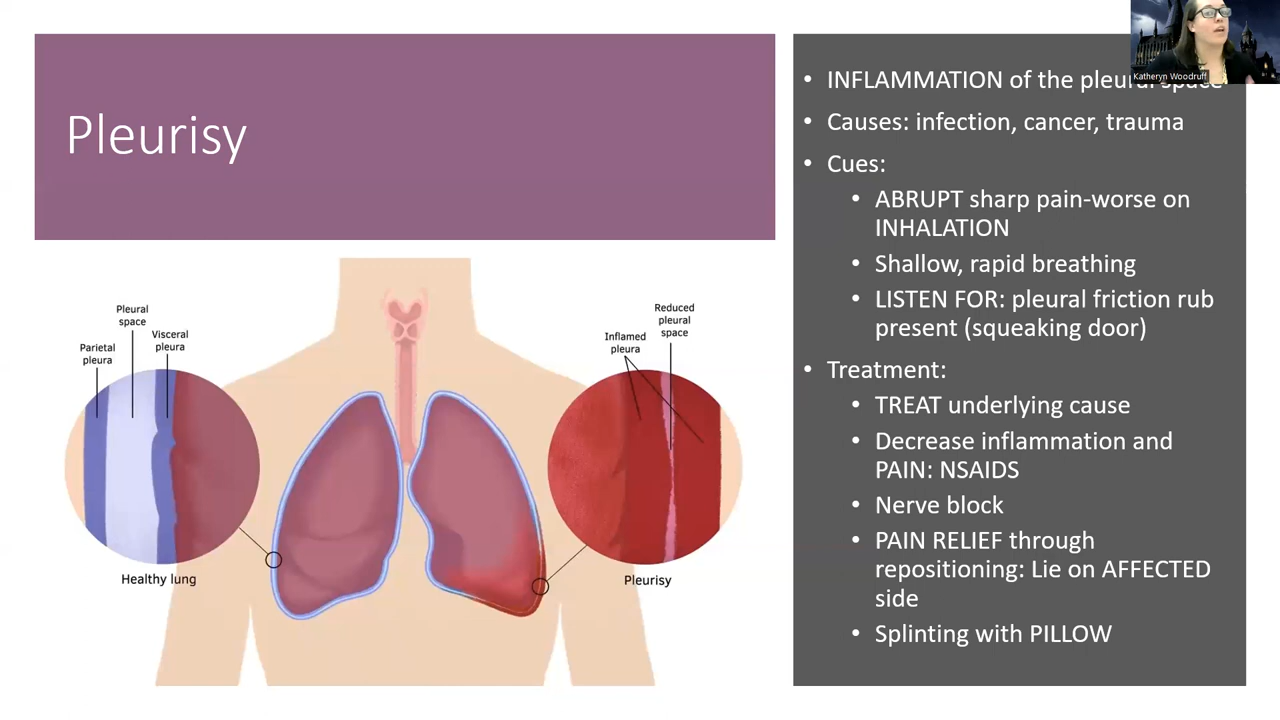 Pleurisy
Pleural
space
Visceral
pleura
Parietal
pleura
Healthy lung
Reduced
pleural
space
Inflamed
pleura
Pleurisy
Katheryn Woodruff
• INFLAMMATION of the pleural space
• Causes: infection, cancer, trauma
• Cues:
• ABRUPT sharp pain-worse on
INHALATION
• Shallow, rapid breathing
• LISTEN FOR: pleural friction rub
present (squeaking door)
• Treatment:
• TREAT underlying cause
• Decrease inflammation and
PAIN: NSAIDS
• Nerve block
• PAIN RELIEF through
repositioning: Lie on AFFECTED
side
• Splinting with PILLOW